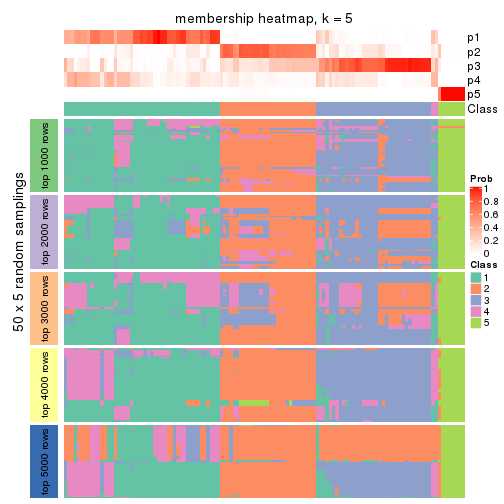 membership heatmap, k = 5
p1
p2
p3
p4
p5
Class
50 x 5 random samplings
top 1000 rows
top 2000 rows
top 3000 rows
top 4000 rows
top 5000 rows
Prob
1
0.8
0.6
0.4
0.2
0
Class
1
2
3
4
5